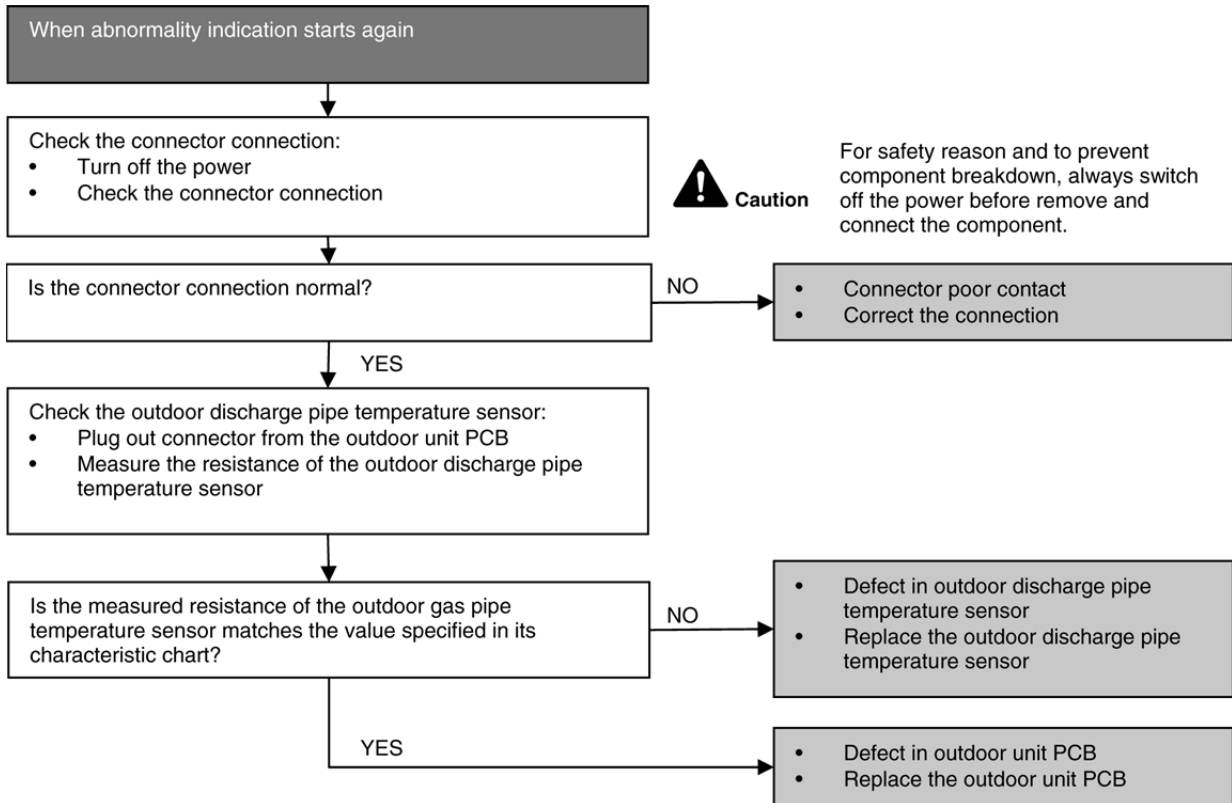 When abnormality indication starts again
Check the connector connection:
• Turn off the power
• Check the connector connection
Caution
For safety reason and to prevent
component breakdown, always switch
off the power before remove and
connect the component.
Is the connector connection normal?
NO
• Connector poor contact
• Correct the connection
YES
Check the outdoor discharge pipe temperature sensor:
• Plug out connector from the outdoor unit PCB
• Measure the resistance of the outdoor discharge pipe
temperature sensor
Is the measured resistance of the outdoor gas pipe
temperature sensor matches the value specified in its
characteristic chart?
NO
• Defect in outdoor discharge pipe
temperature sensor
• Replace the outdoor discharge pipe
temperature sensor
YES
• Defect in outdoor unit PCB
• Replace the outdoor unit PCB